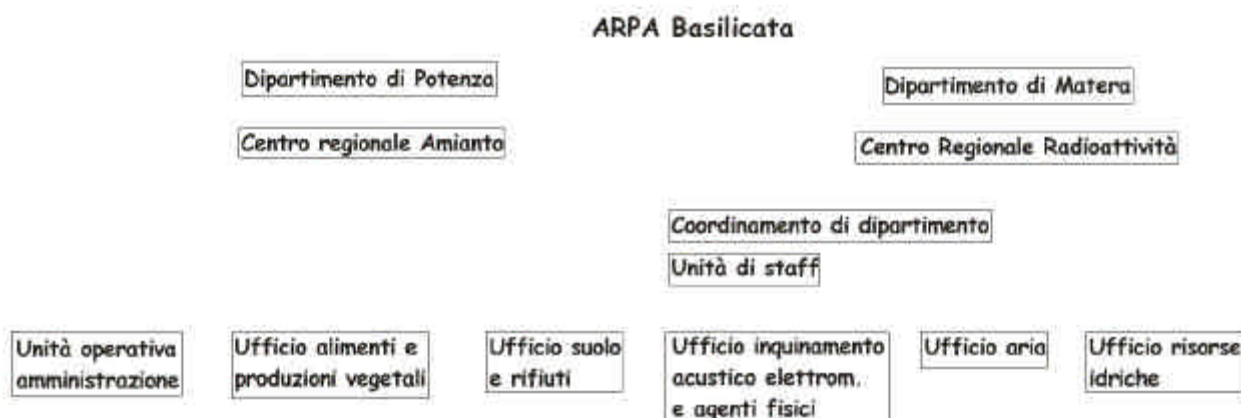 ARPA Basilicata
Dipartimento di Potenza
Dipartimento di Matera
Centro regionale Amianto
Centro Regionale Radioattività
Coordinamento di dipartimento
Unità di staff
Unità operativa
amministrazione
Ufficio alimenti e
produzioni vegetali
Ufficio suolo
e rifiuti
Ufficio inquinamento
acustico elettrom.
e agenti fisici
Ufficio aria
Ufficio risorse
idriche